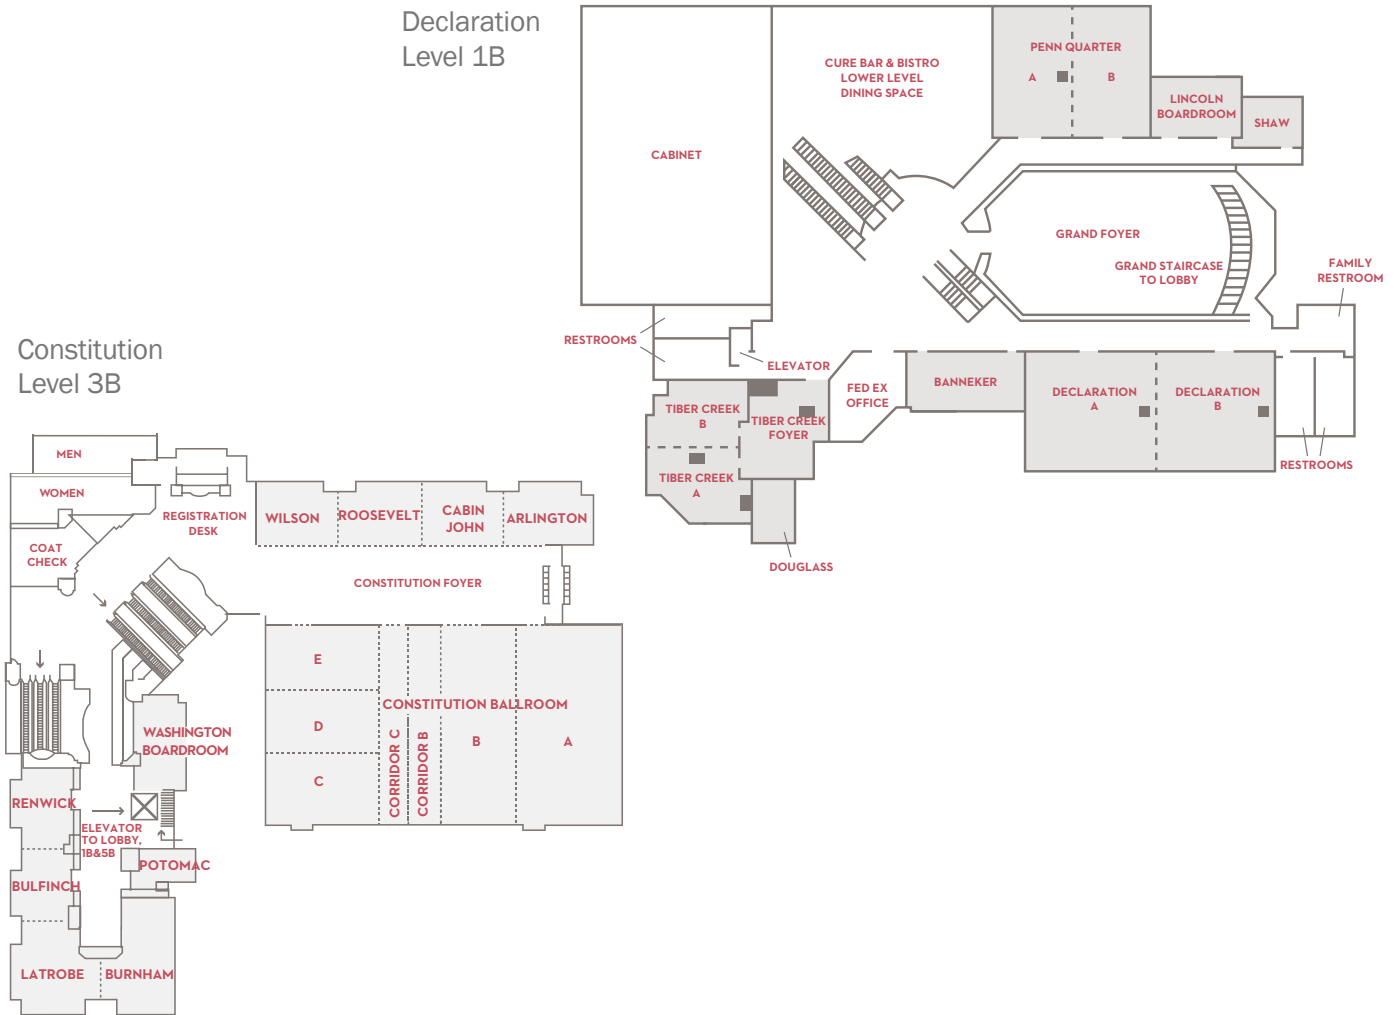 Declaration
Level 1B
CABINET
CURE BAR & BISTRO
LOWER LEVEL
DINING SPACE
PENN QUARTER
A
B
LINCOLN
BOARDROOM
SHAW
GRAND FOYER
GRAND STAIRCASE
TO LOBBY
FAMILY
RESTROOM
RESTROOMS
ELEVATOR
FED EX
OFFICE
BANNEKER
DECLARATION
A
DECLARATION
B
RESTROOMS
TIBER CREEK
B
TIBER CREEK
FOYER
TIBER CREEK
A
DOUGLASS
Constitution
Level 3B
MEN
WOMEN
REGISTRATION
DESK
COAT
CHECK
WILSON
ROOSEVELT
CABIN
JOHN
ARLINGTON
CONSTITUTION FOYER
E
D
C
CONSTITUTION BALLROOM
CORRIDOR C
CORRIDOR B
B
A
WASHINGTON
BOARDROOM
RENWICK
ELEVATOR
TO LOBBY,
1B&5B
POTOMAC
BULFINCH
LATROBE
BURNHAM